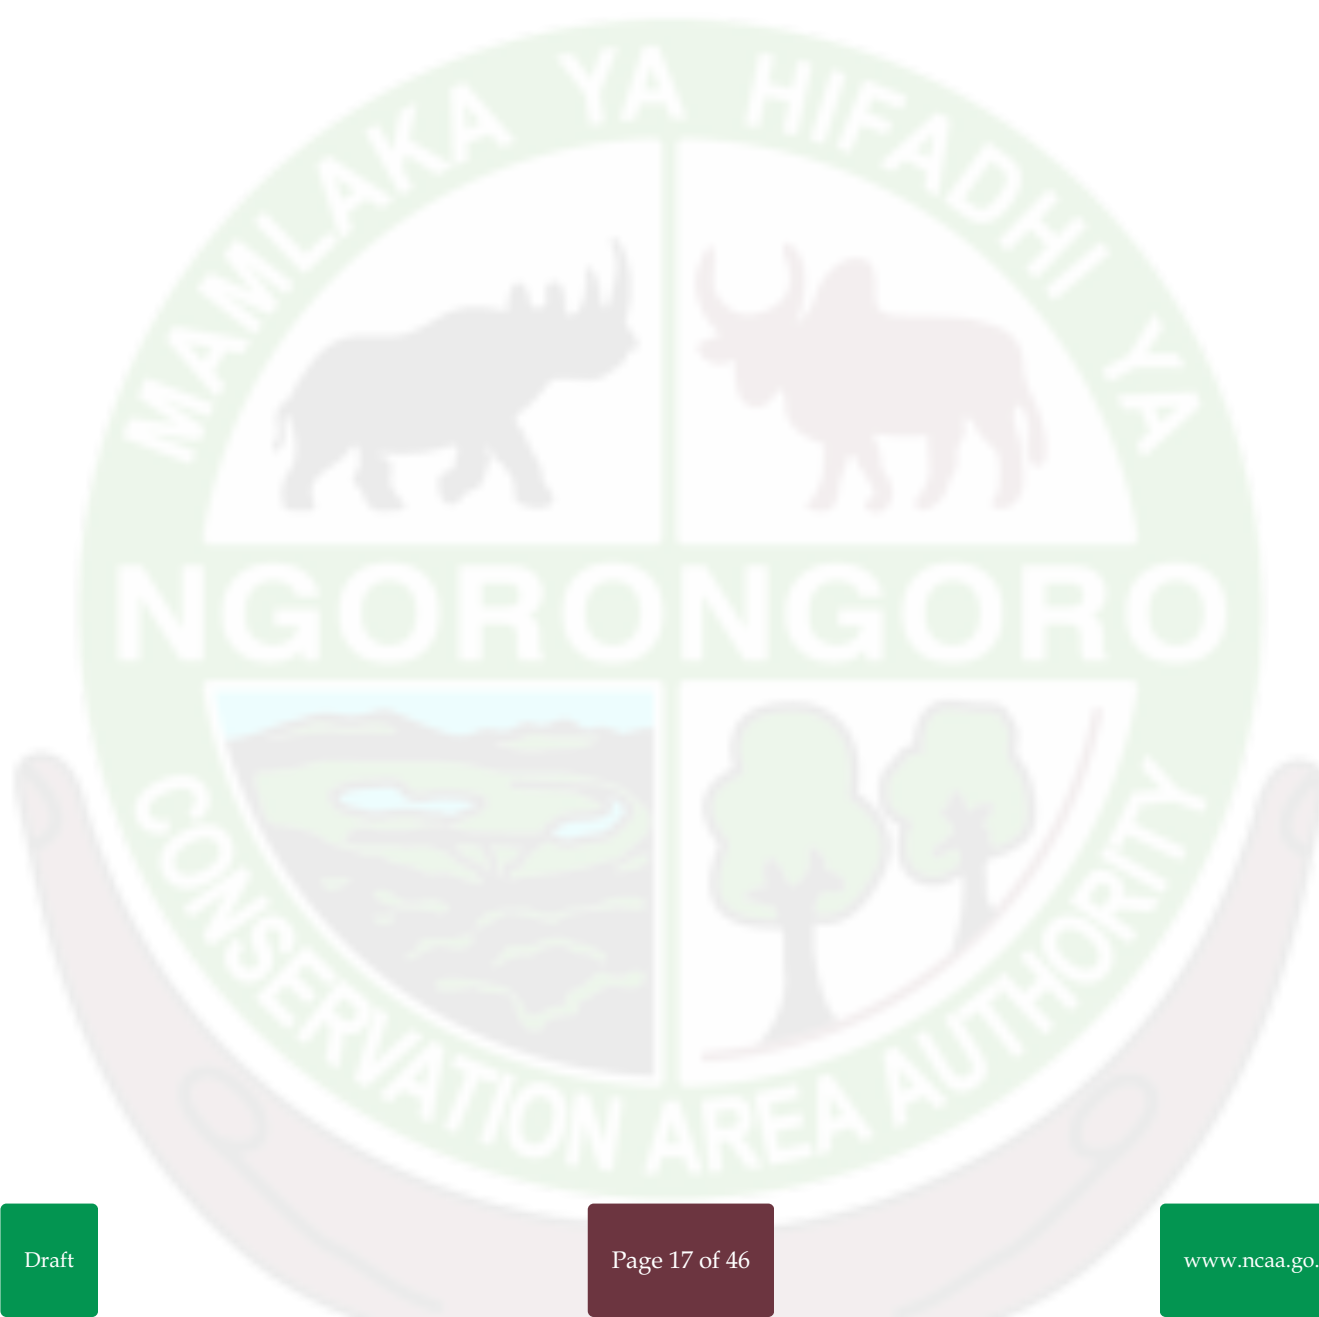 MAMLAKA YA HIFADHI YA
NGORONGORO
CONSERVATION AREA AUTHORITY
Draft
Page 17 of 46
www.ncaa.go.